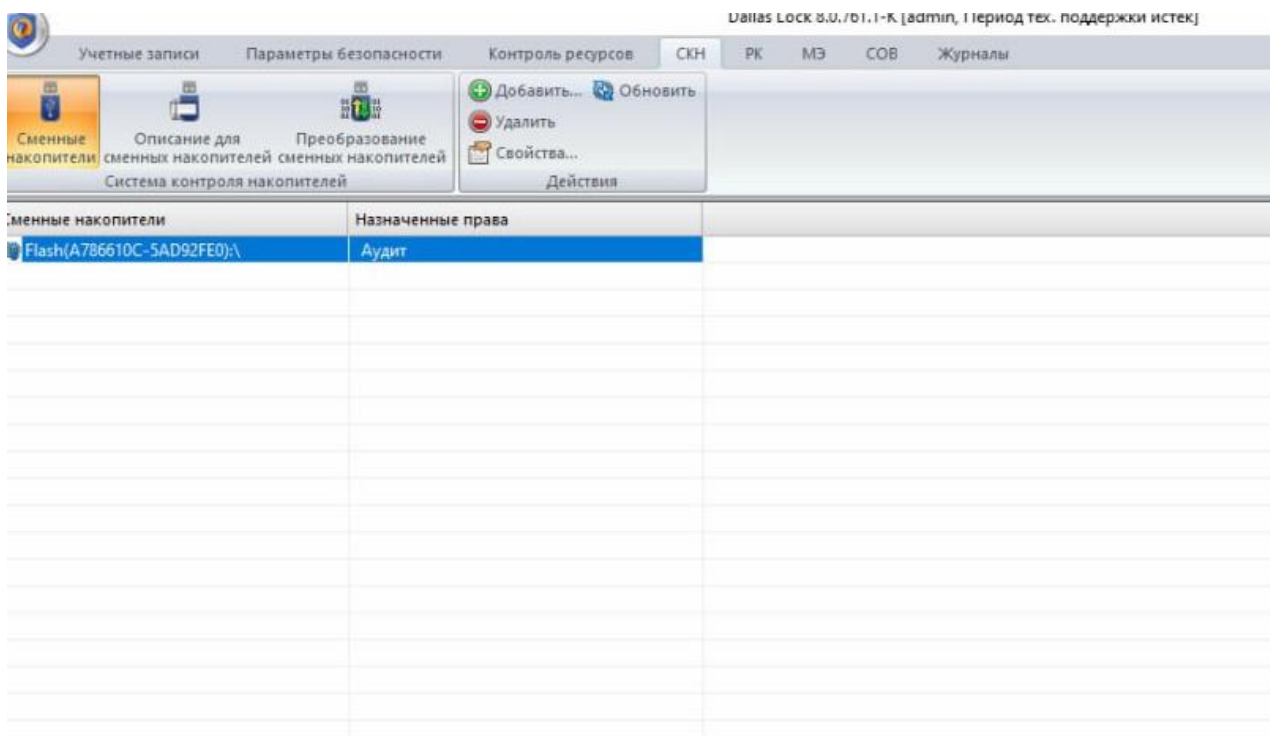 Dallas Lock 8.0.761.1-K [admin, Период тех. поддержки истек]
Учетные записи Параметры безопасности Контроль ресурсов СКН РК МЭ СОВ Журналы
Сменные накопители
Описание для сменных накопителей
Преобразование сменных накопителей
Система контроля накопителей
Добавить... Обновить
Удалить
Свойства...
Действия
Сменные накопители Назначенные права
Flash(A786610C-5AD92FE0):\ Аудит